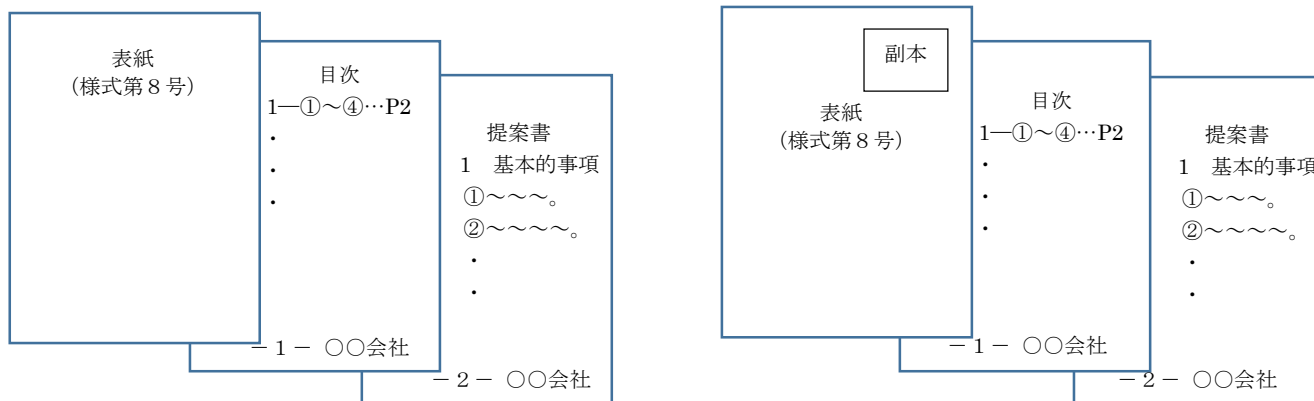 表紙
(様式第８号)
目次
1―①～④…P2
・
・
・
－１－ ○○会社
提案書
1　基本的事項
①～～～。
②～～～～。
・
・
－２－ ○○会社
副本
表紙
(様式第８号)
目次
1―①～④…P2
・
・
・
－１－ ○○会社
提案書
1　基本的事項
①～～～。
②～～～～。
・
・
－２－ ○○会社